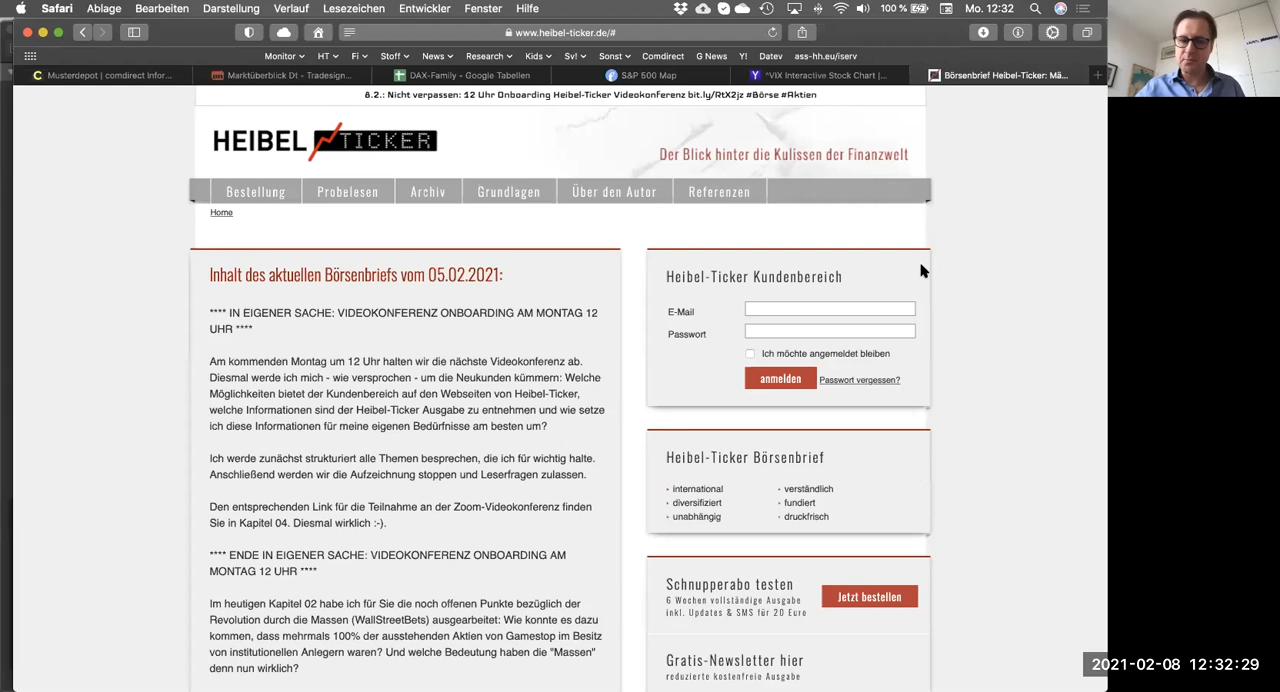 Safari Ablage Bearbeiten Darstellung Verlauf Lesezeichen Entwickler Fenster Hilfe 100 % Mo. 12:32
www.heibel-ticker.de/#
Monitor HT Fi Stoff News Research Kids Sv! Sonst Comdirect G News Y! Datev ass-hh.eu/iserv
Musterdepot | comdirect Infor...
Marktüberblick Dt - Tradesign...
DAX-Family - Google Tabellen
S&P 500 Map
^VIX Interactive Stock Chart |...
Börsenbrief Heibel-Ticker: Mä...
8.2.: Nicht verpassen: 12 Uhr Onboarding Heibel-Ticker Videokonferenz bit.ly/RtX2jz #Börse #Aktien
HEIBEL TICKER
Der Blick hinter die Kulissen der Finanzwelt
Bestellung Probelesen Archiv Grundlagen Über den Autor Referenzen
Home
Inhalt des aktuellen Börsenbriefs vom 05.02.2021:
**** IN EIGENER SACHE: VIDEOKONFERENZ ONBOARDING AM MONTAG 12
UHR ****
Am kommenden Montag um 12 Uhr halten wir die nächste Videokonferenz ab.
Diesmal werde ich mich - wie versprochen - um die Neukunden kümmern: Welche
Möglichkeiten bietet der Kundenbereich auf den Webseiten von Heibel-Ticker,
welche Informationen sind der Heibel-Ticker Ausgabe zu entnehmen und wie setze
ich diese Informationen für meine eigenen Bedürfnisse am besten um?
Ich werde zunächst strukturiert alle Themen besprechen, die ich für wichtig halte.
Anschließend werden wir die Aufzeichnung stoppen und Leserfragen zulassen.
Den entsprechenden Link für die Teilnahme an der Zoom-Videokonferenz finden
Sie in Kapitel 04. Diesmal wirklich :-).
**** ENDE IN EIGENER SACHE: VIDEOKONFERENZ ONBOARDING AM
MONTAG 12 UHR ****
Im heutigen Kapitel 02 habe ich für Sie die noch offenen Punkte bezüglich der
Revolution durch die Massen (WallStreetBets) ausgearbeitet: Wie konnte es dazu
kommen, dass mehrmals 100% der ausstehenden Aktien von Gamestop im Besitz
von institutionellen Anlegern waren? Und welche Bedeutung haben die "Massen"
denn nun wirklich?
Heibel-Ticker Kundenbereich
E-Mail
Passwort
Ich möchte angemeldet bleiben
anmelden Passwort vergessen?
Heibel-Ticker Börsenbrief
international verständlich
diversifiziert fundiert
unabhängig druckfrisch
Schnupperabo testen
6 Wochen vollständige Ausgabe
inkl. Updates & SMS für 20 Euro
Jetzt bestellen
Gratis-Newsletter hier
reduzierte kostenfreie Ausgabe
2021-02-08 12:32:29